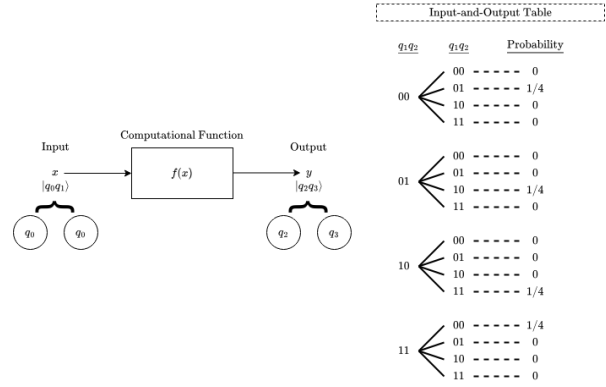 Input-and-Output Table
q₁q₂ q₁q₂ Probability
00
00 0
01 1/4
10 0
11 0
01
00 0
01 0
10 1/4
11 0
10
00 0
01 0
10 0
11 1/4
11
00 1/4
01 0
10 0
11 0
Computational Function
Input
Output
x
f(x)
y
|q₀q₁⟩
|q₂q₃⟩
q₀
q₀
q₂
q₃